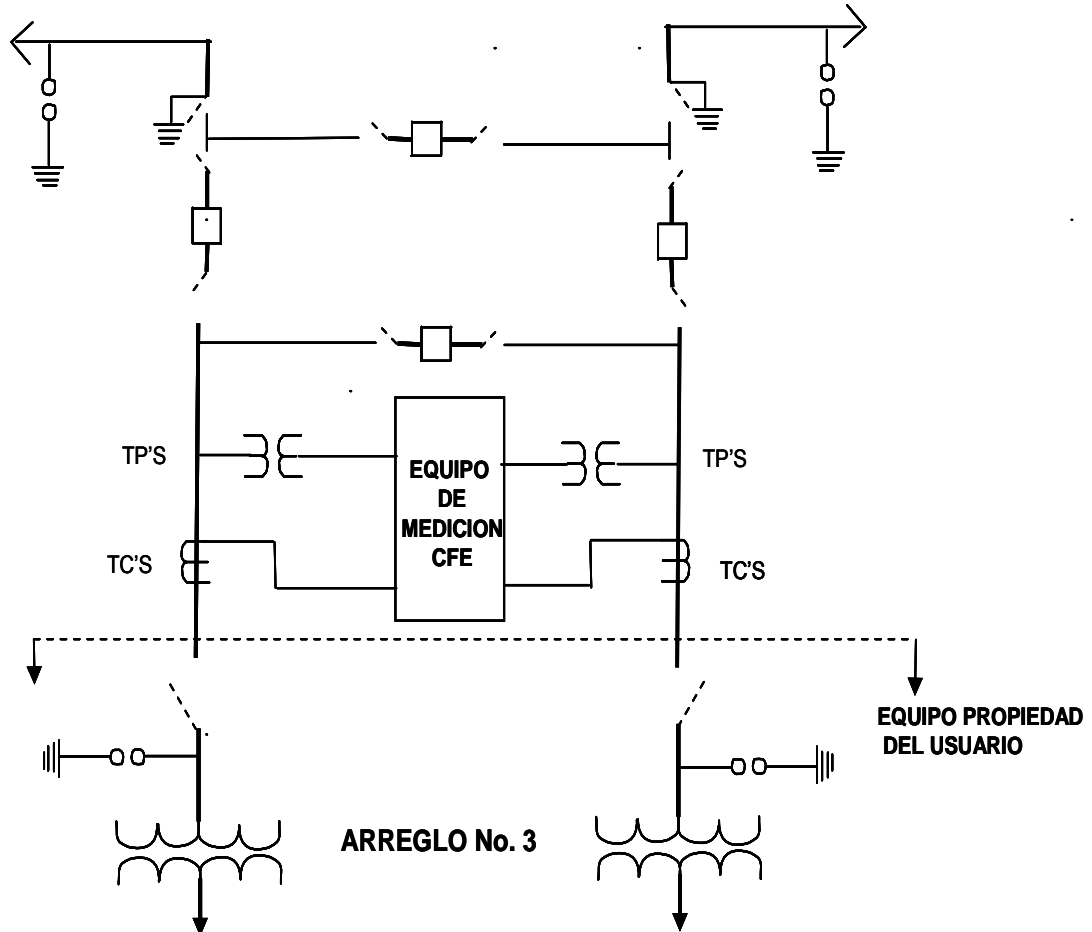 TP'S
EQUIPO
DE
MEDICION
CFE
TP'S
TC'S
TC'S
EQUIPO PROPIEDAD
DEL USUARIO
ARREGLO No. 3